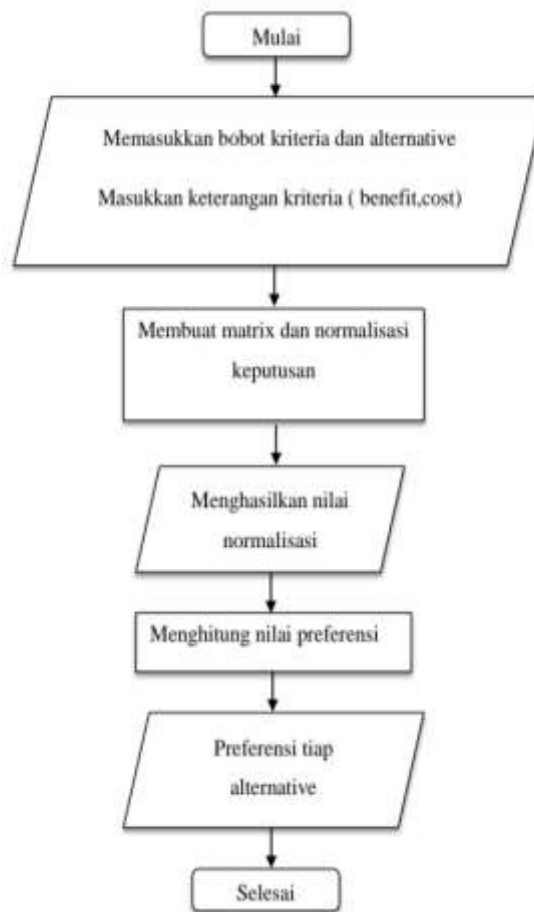 Mulai
Memasukkan bobot kriteria dan alternative
Masukkan keterangan kriteria ( benefit,cost)
Membuat matrix dan normalisasi
keputusan
Menghasilkan nilai
normalisasi
Menghitung nilai preferensi
Preferensi tiap
alternative
Selesai